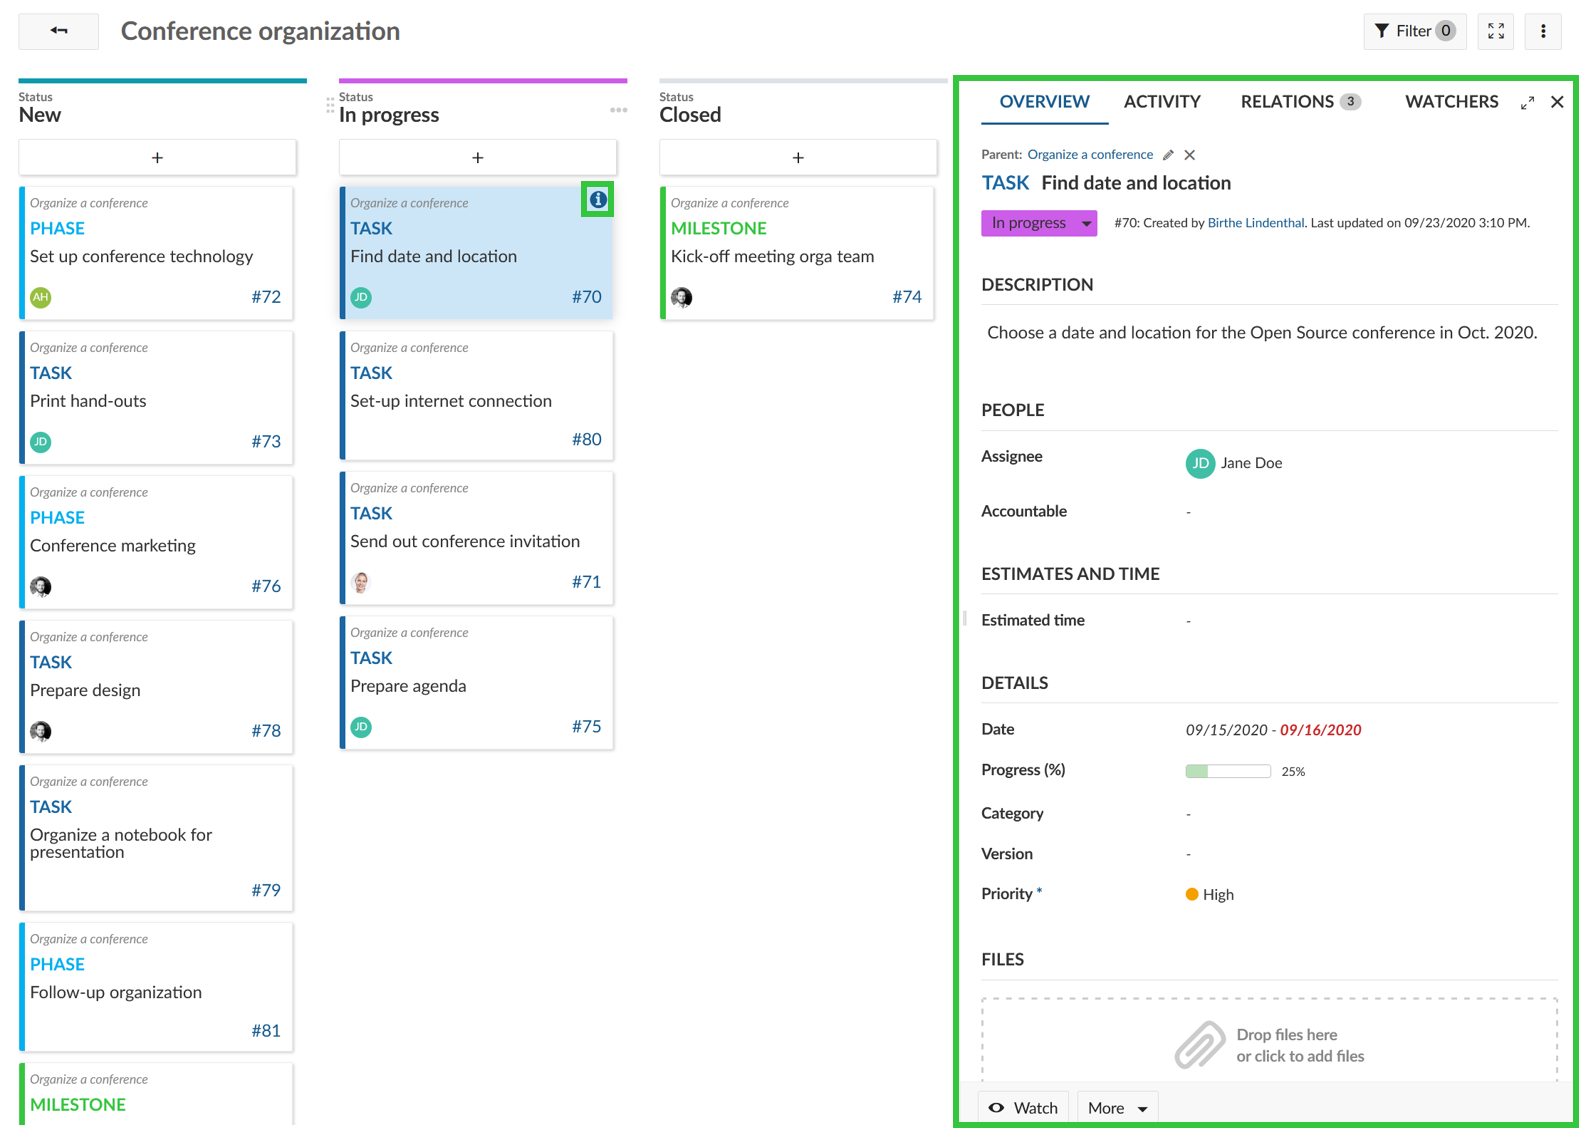 Conference organization
Filter 0
Status
New
+
Organize a conference
PHASE
Set up conference technology
AH
#72
Organize a conference
TASK
Print hand-outs
JD
#73
Organize a conference
PHASE
Conference marketing
#76
Organize a conference
TASK
Prepare design
#78
Organize a conference
TASK
Organize a notebook for
presentation
#79
Organize a conference
PHASE
Follow-up organization
#81
Organize a conference
MILESTONE
Status
In progress
+
Organize a conference
TASK
Find date and location
JD
#70
Organize a conference
TASK
Set-up internet connection
#80
Organize a conference
TASK
Send out conference invitation
#71
Organize a conference
TASK
Prepare agenda
JD
#75
Status
Closed
+
Organize a conference
MILESTONE
Kick-off meeting orga team
#74
OVERVIEW ACTIVITY RELATIONS 3 WATCHERS
Parent: Organize a conference
TASK Find date and location
In progress #70: Created by Birthe Lindenthal. Last updated on 09/23/2020 3:10 PM.
DESCRIPTION
Choose a date and location for the Open Source conference in Oct. 2020.
PEOPLE
Assignee JD Jane Doe
Accountable -
ESTIMATES AND TIME
Estimated time -
DETAILS
Date 09/15/2020 - 09/16/2020
Progress (%) 25%
Category -
Version -
Priority * High
FILES
Drop files here
or click to add files
Watch More